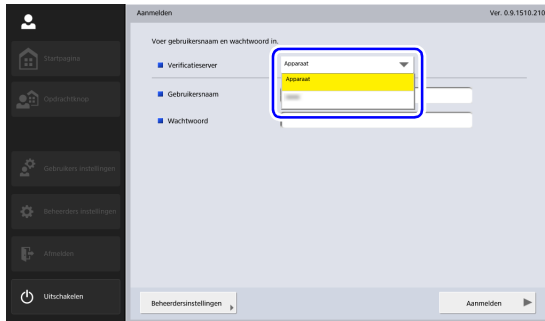 Aanmelden
Ver. 0.9.1510.210
Voer gebruikersnaam en wachtwoord in.
Verificatieserver
Apparaat
Apparaat
Gebruikersnaam
Wachtwoord
Startpagina
Opdrachtknop
Gebruikers instellingen
Beheerders instellingen
Afmelden
Uitschakelen
Beheerdersinstellingen
Aanmelden